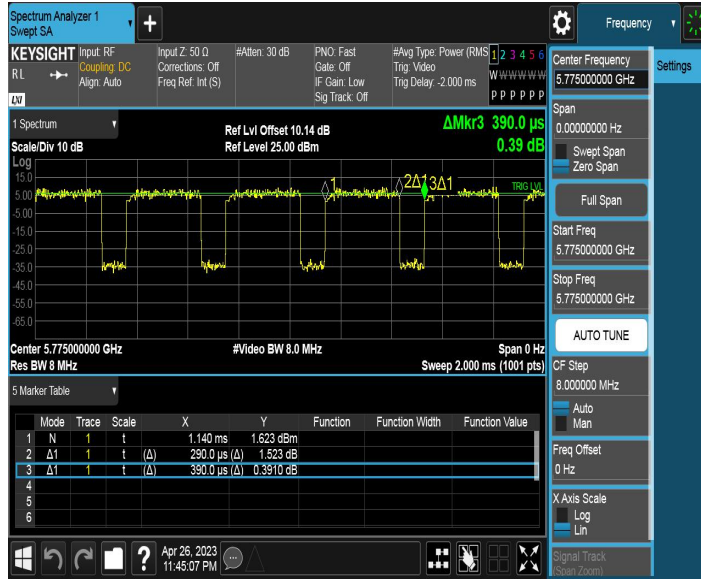 Spectrum Analyzer 1
Swept SA
Frequency
KEYSIGHT
RL
LXI
Input: RF
Coupling: DC
Align: Auto
Input Z: 50 Ω
Corrections: Off
Freq Ref: Int (S)
#Atten: 30 dB
PNO: Fast
Gate: Off
IF Gain: Low
Sig Track: Off
#Avg Type: Power (RMS
Trig: Video
Trig Delay: -2.000 ms
1 2 3 4 5 6
W W W W W W
P P P P P P
1 Spectrum
Scale/Div 10 dB
Ref Lvl Offset 10.14 dB
Ref Level 25.00 dBm
ΔMkr3 390.0 µs
0.39 dB
Log
15.0
5.00
-5.00
-15.0
-25.0
-35.0
-45.0
-55.0
-65.0
1
2Δ1
3Δ1
TRIG LVL
Center 5.775000000 GHz
#Video BW 8.0 MHz
Span 0 Hz
Res BW 8 MHz
Sweep 2.000 ms (1001 pts)
5 Marker Table
Mode Trace Scale X Y Function Function Width Function Value
1 N 1 t 1.140 ms 1.623 dBm
2 Δ1 1 t (Δ) 290.0 µs (Δ) 1.523 dB
3 Δ1 1 t (Δ) 390.0 µs (Δ) 0.3910 dB
4
5
6
?
Apr 26, 2023
11:45:07 PM
Center Frequency
5.775000000 GHz
Span
0.00000000 Hz
Swept Span
Zero Span
Full Span
Start Freq
5.775000000 GHz
Stop Freq
5.775000000 GHz
AUTO TUNE
CF Step
8.000000 MHz
Auto
Man
Freq Offset
0 Hz
X Axis Scale
Log
Lin
Signal Track
(Span Zoom)
Settings